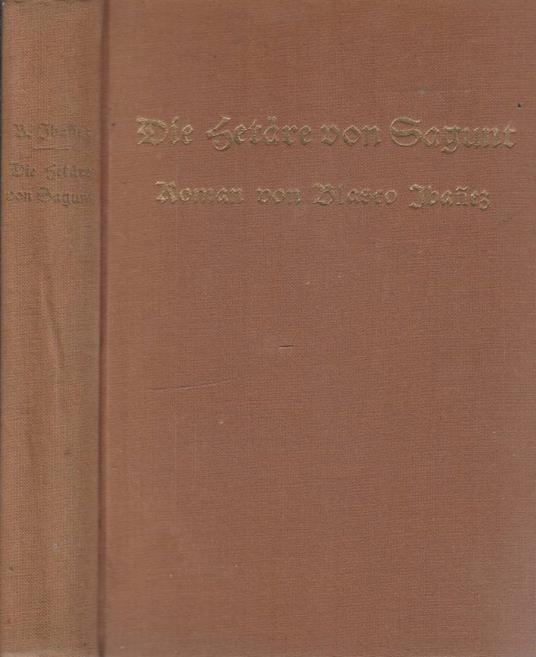 Die Hetäre von Sagunt
Roman von Blasco Ibañez
B. Ibañez
Die Hetäre
von Sagunt